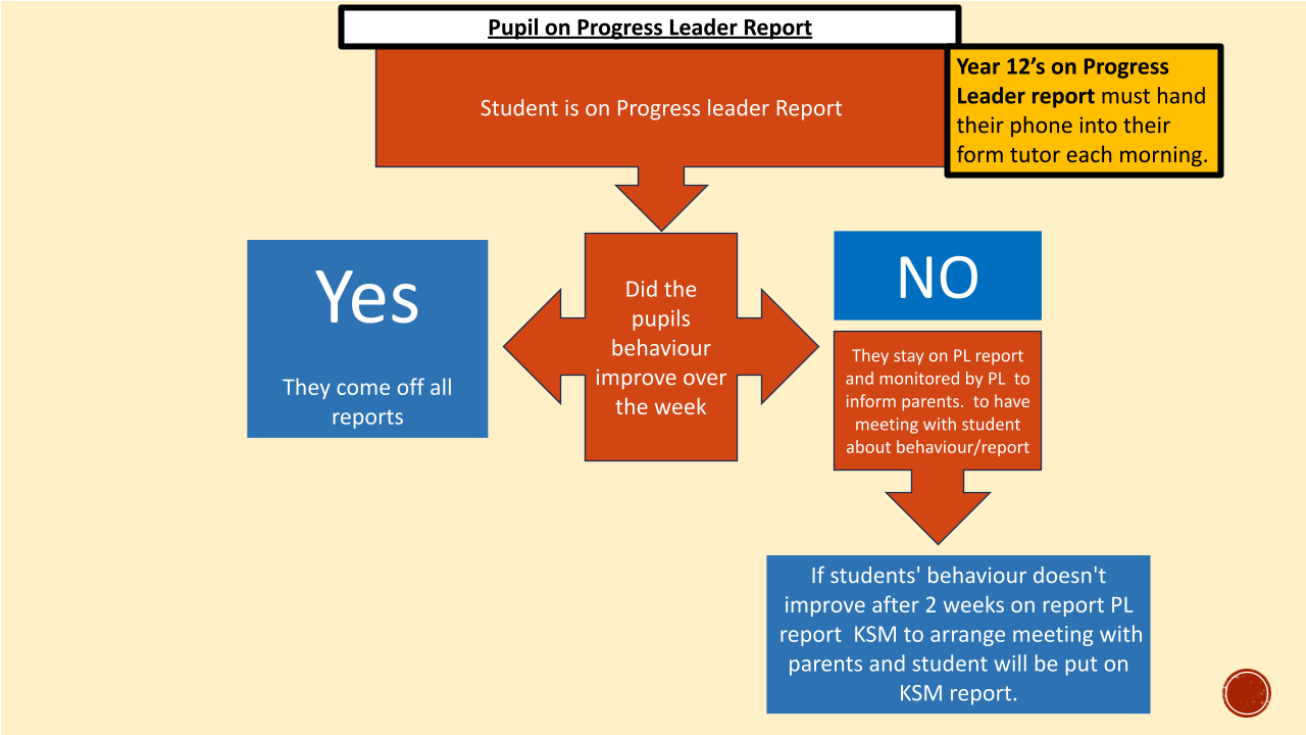 Pupil on Progress Leader Report
Student is on Progress leader Report
Year 12’s on Progress
Leader report must hand
their phone into their
form tutor each morning.
Yes
They come off all
reports
Did the
pupils
behaviour
improve over
the week
NO
They stay on PL report
and monitored by PL  to
inform parents.  to have
meeting with student
about behaviour/report
If students' behaviour doesn't
improve after 2 weeks on report PL
report  KSM to arrange meeting with
parents and student will be put on
KSM report.